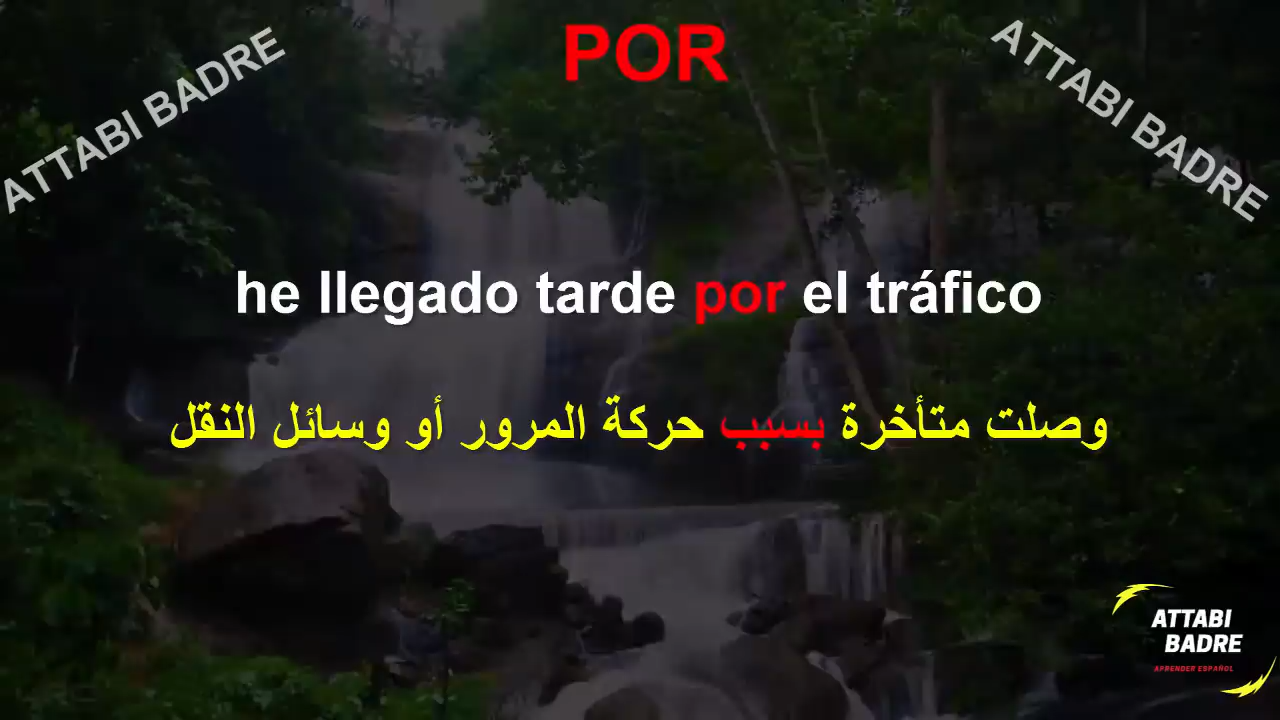 POR
ATTABI BADRE
ATTABI BADRE
he llegado tarde por el tráfico
وصلت متأخرة بسبب حركة المرور أو وسائل النقل
ATTABI
BADRE
APRENDER ESPAÑOL